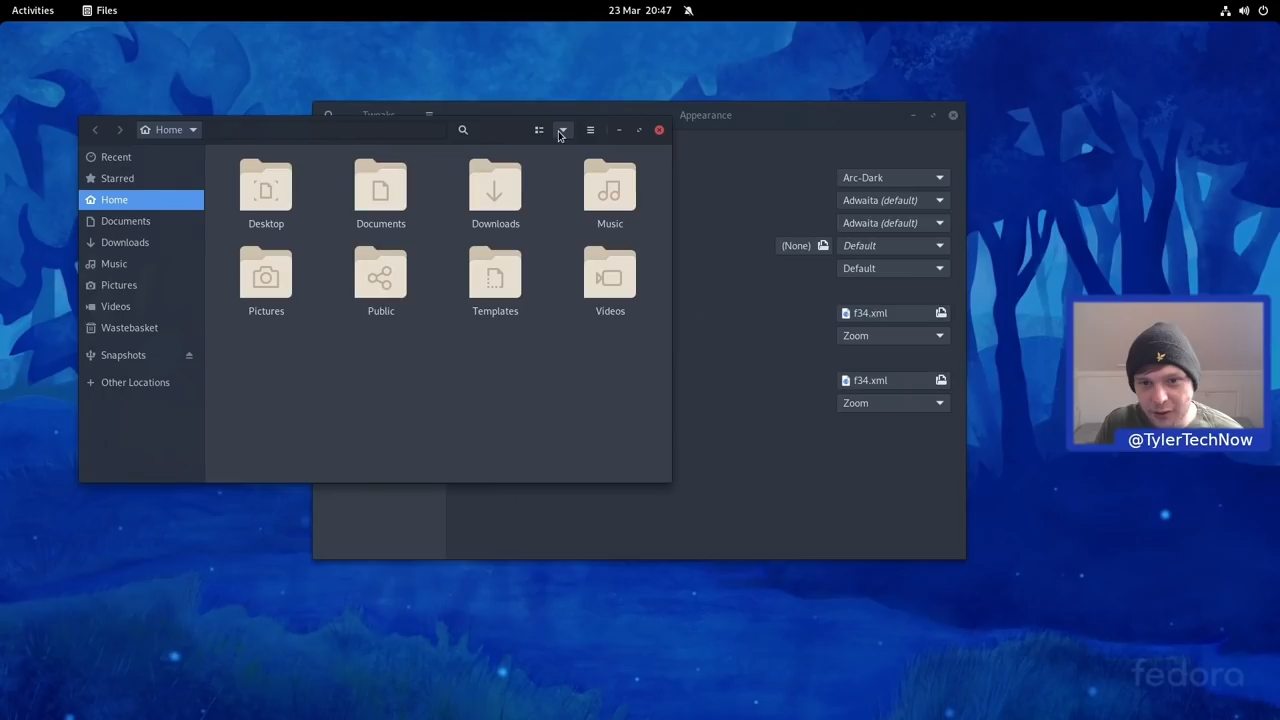 Activities
Files
23 Mar 20:47
Tweaks
Appearance
Home
Recent
Starred
Home
Documents
Downloads
Music
Pictures
Videos
Wastebasket
Snapshots
Other Locations
Desktop
Documents
Downloads
Music
Pictures
Public
Templates
Videos
Arc-Dark
Adwaita (default)
Adwaita (default)
(None)
Default
Default
f34.xml
Zoom
f34.xml
Zoom
@TylerTechNow
fedora